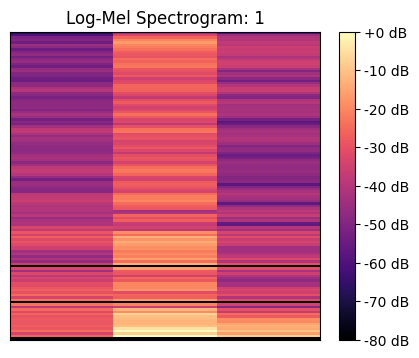 Log-Mel Spectrogram: 1
+0 dB
-10 dB
-20 dB
-30 dB
-40 dB
-50 dB
-60 dB
-70 dB
-80 dB